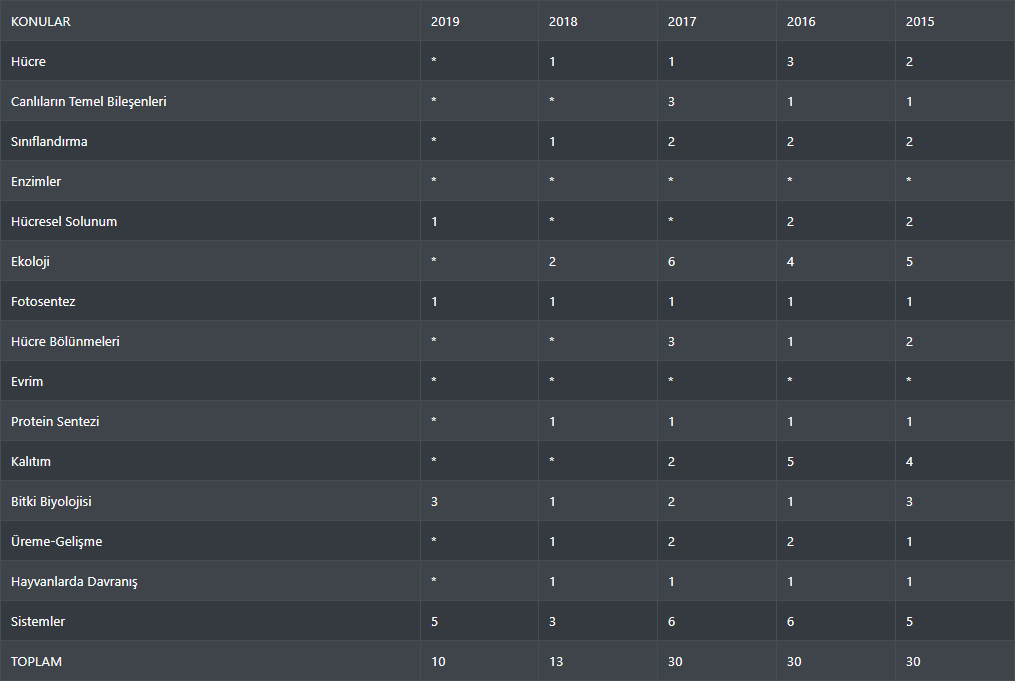 KONULAR 2019 2018 2017 2016 2015
Hücre * 1 1 3 2
Canlıların Temel Bileşenleri * * 3 1 1
Sınıflandırma * 1 2 2 2
Enzimler * * * * *
Hücresel Solunum 1 * * 2 2
Ekoloji * 2 6 4 5
Fotosentez 1 1 1 1 1
Hücre Bölünmeleri * * 3 1 2
Evrim * * * * *
Protein Sentezi * 1 1 1 1
Kalıtım * * 2 5 4
Bitki Biyolojisi 3 1 2 1 3
Üreme-Gelişme * 1 2 2 1
Hayvanlarda Davranış * 1 1 1 1
Sistemler 5 3 6 6 5
TOPLAM 10 13 30 30 30